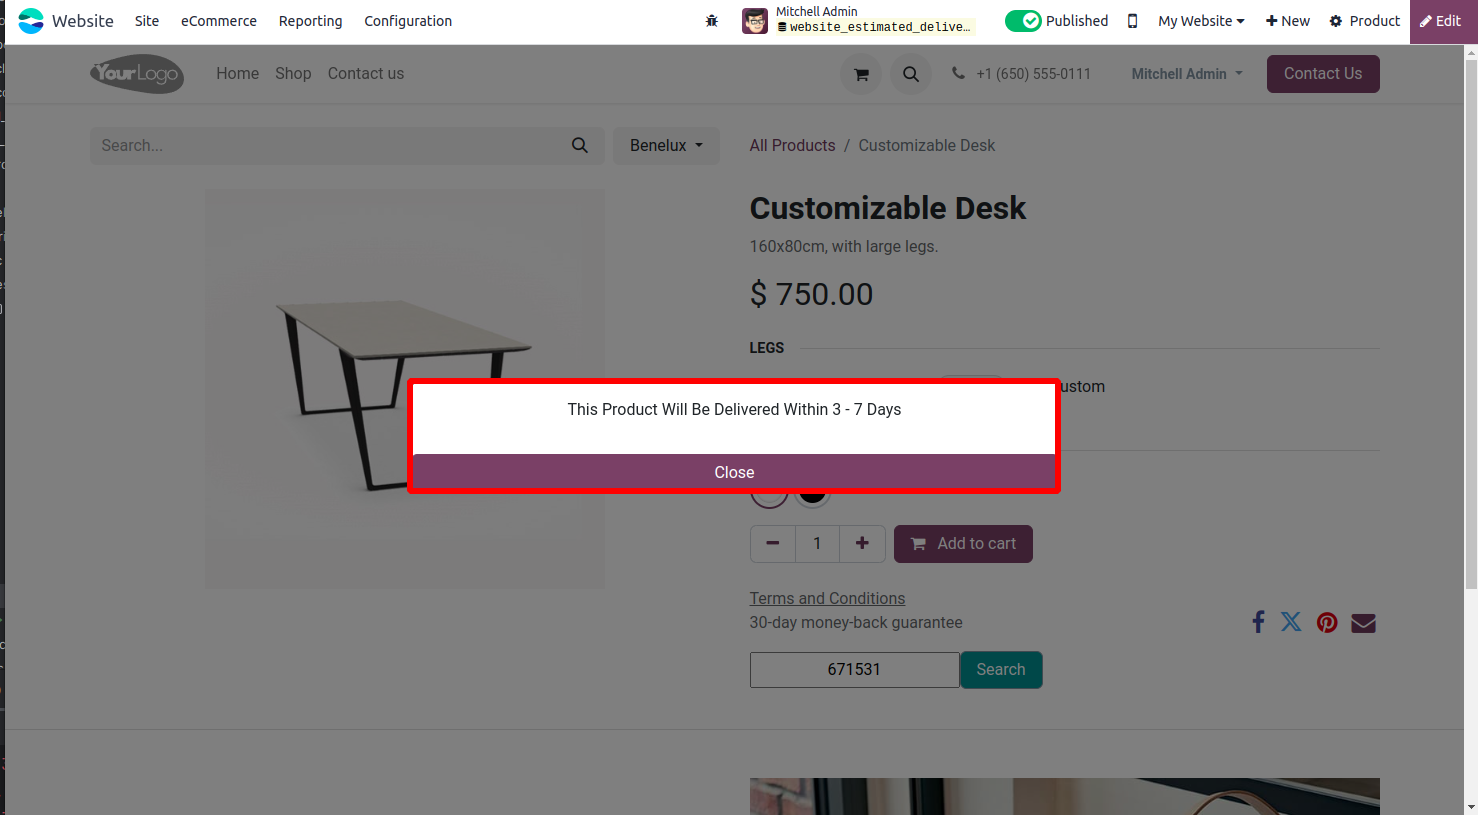 Website Site eCommerce Reporting Configuration
Mitchell Admin
website_estimated_delive...
Published My Website New Product Edit
YourLogo Home Shop Contact us
+1 (650) 555-0111 Mitchell Admin Contact Us
Search... Benelux
All Products / Customizable Desk
Customizable Desk
160x80cm, with large legs.
$ 750.00
LEGS
ustom
This Product Will Be Delivered Within 3 - 7 Days
Close
1 Add to cart
Terms and Conditions
30-day money-back guarantee
671531 Search